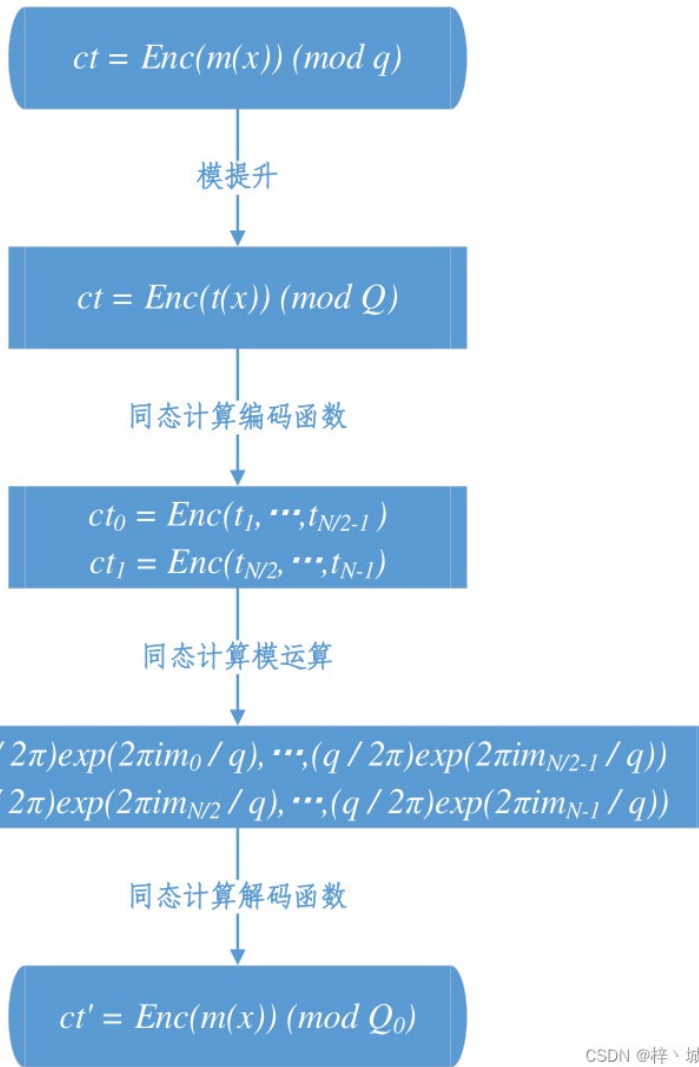 ct = Enc(m(x)) (mod q)
模提升
ct = Enc(t(x)) (mod Q)
同态计算编码函数
ct₀ = Enc(t₁, ⋯,t_{N/2-1} )
ct₁ = Enc(t_{N/2}, ⋯,t_{N-1})
同态计算模运算
/ 2π)exp(2πim₀ / q), ⋯,(q / 2π)exp(2πim_{N/2-1} / q))
/ 2π)exp(2πim_{N/2} / q), ⋯,(q / 2π)exp(2πim_{N-1} / q))
同态计算解码函数
ct' = Enc(m(x)) (mod Q₀)
CSDN @梓丶城